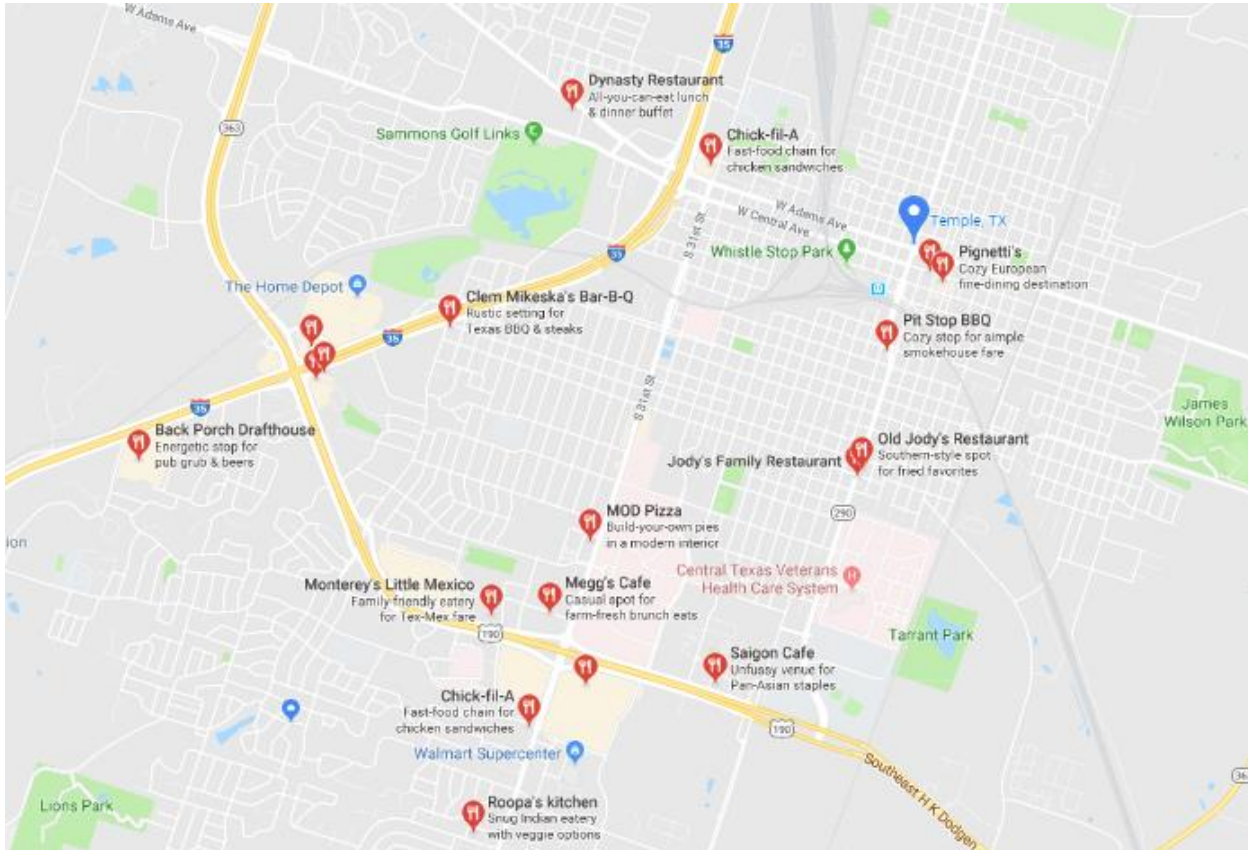 W Adams Ave
35
Dynasty Restaurant
All-you-can-eat lunch
& dinner buffet
363
Sammons Golf Links
Chick-fil-A
Fast-food chain for
chicken sandwiches
W Adams Ave
W Central Ave
S 31st St
Temple, TX
Whistle Stop Park
35
Pignetti's
Cozy European
fine-dining destination
The Home Depot
Clem Mikeska's Bar-B-Q
Rustic setting for
Texas BBQ & steaks
35
Pit Stop BBQ
Cozy stop for simple
smokehouse fare
S 31st St
35
James
Wilson Park
Back Porch Drafthouse
Energetic stop for
pub grub & beers
Old Jody's Restaurant
Southern-style spot
for fried favorites
Jody's Family Restaurant
290
MOD Pizza
Build-your-own pies
in a modern interior
ion
Central Texas Veterans
Health Care System
H
Monterey's Little Mexico
Family-friendly eatery
for Tex-Mex fare
Megg's Cafe
Casual spot for
farm-fresh brunch eats
190
Tarrant Park
Saigon Cafe
Unfussy venue for
Pan-Asian staples
Chick-fil-A
Fast-food chain for
chicken sandwiches
190
Walmart Supercenter
Southeast H K Dodgen
36
Lions Park
Roopa's kitchen
Snug Indian eatery
with veggie options